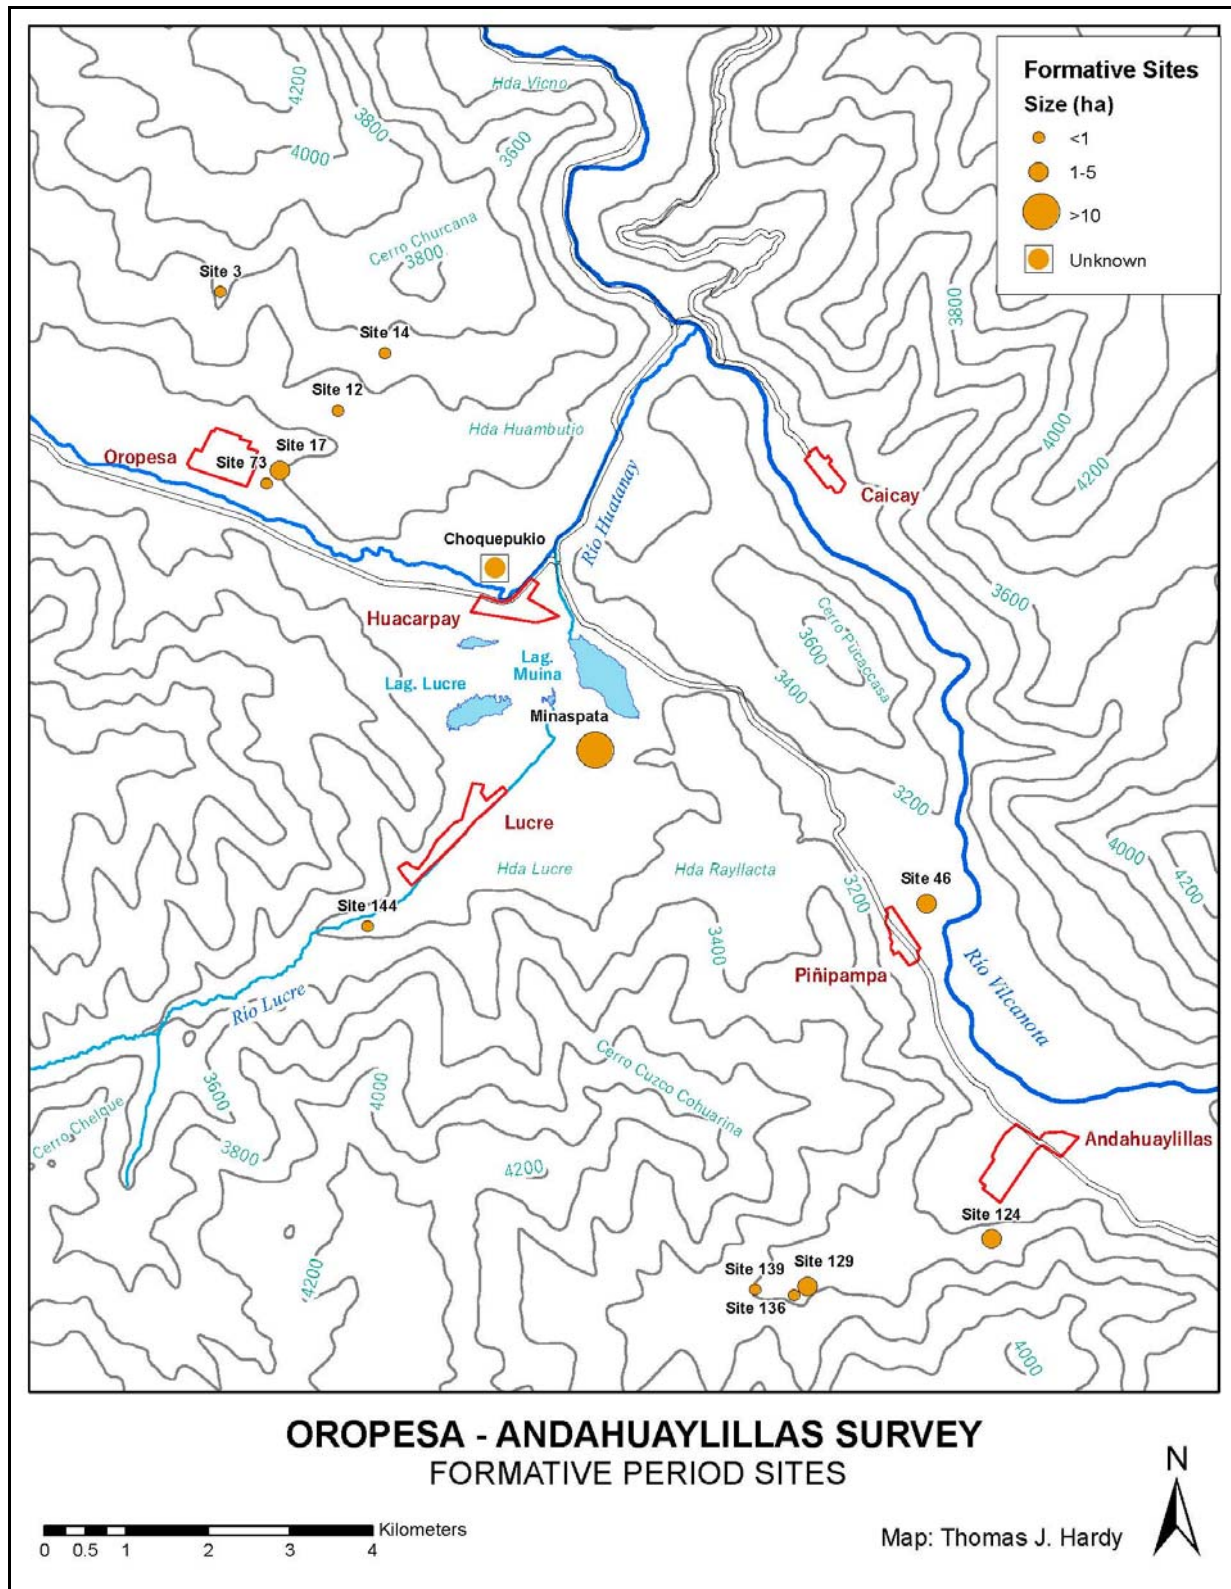 Formative Sites
Size (ha)
<1
1-5
>10
Unknown
Hda Vicno
4200
3800
4000
3600
Cerro Churcana
3800
Site 3
3800
Site 14
Site 12
Hda Huambutio
4000
4200
Site 17
Oropesa
Site 73
Río Huatanay
Caicay
Choquepukio
3600
Huacarpay
Cerro Pucaccasa
3600
3400
Lag.
Muina
Lag. Lucre
Minaspata
3200
Lucre
4000
4200
Hda Lucre
Hda Rayllacta
3200
Site 46
Site 144
3400
Piñipampa
Río Vilcanota
Río Lucre
Cerro Cuzco Cohuarina
3600
4000
Cerro Chelque
3800
4200
Andahuaylillas
Site 124
4200
Site 139
Site 129
Site 136
4000
OROPESA - ANDAHUAYLILLAS SURVEY
FORMATIVE PERIOD SITES
N
Kilometers
0 0.5 1 2 3 4
Map: Thomas J. Hardy